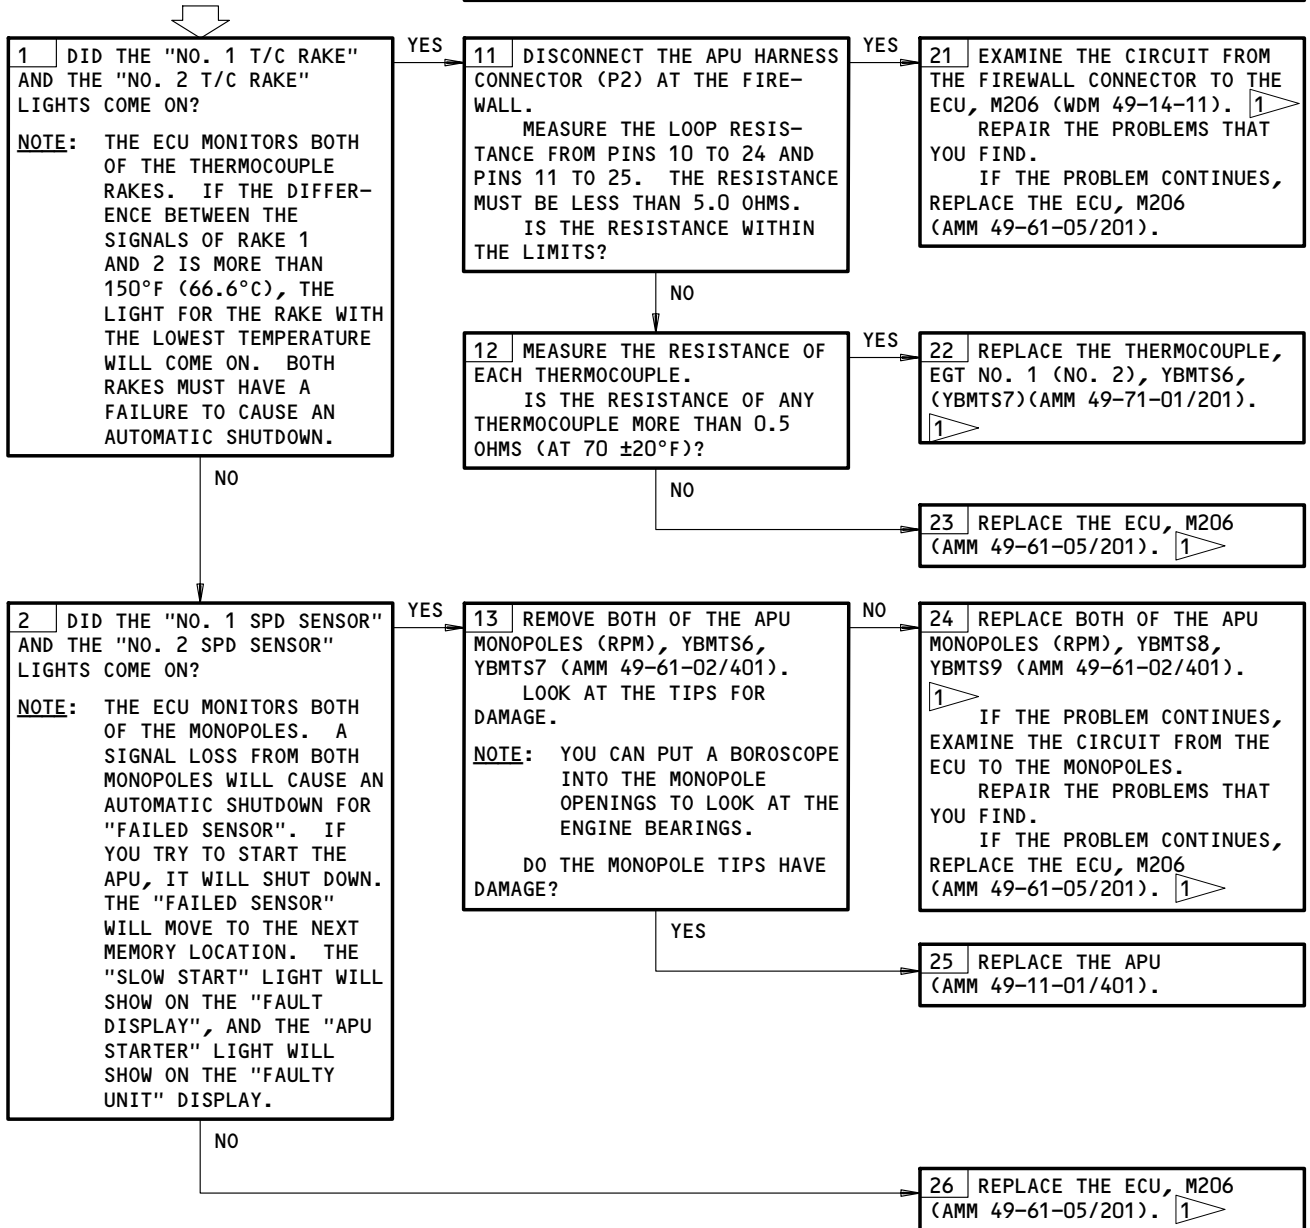 1 DID THE "NO. 1 T/C RAKE"
AND THE "NO. 2 T/C RAKE"
LIGHTS COME ON?
NOTE: THE ECU MONITORS BOTH
OF THE THERMOCOUPLE
RAKES. IF THE DIFFER-
ENCE BETWEEN THE
SIGNALS OF RAKE 1
AND 2 IS MORE THAN
150°F (66.6°C), THE
LIGHT FOR THE RAKE WITH
THE LOWEST TEMPERATURE
WILL COME ON. BOTH
RAKES MUST HAVE A
FAILURE TO CAUSE AN
AUTOMATIC SHUTDOWN.
YES
11 DISCONNECT THE APU HARNESS
CONNECTOR (P2) AT THE FIRE-
WALL.
MEASURE THE LOOP RESIS-
TANCE FROM PINS 10 TO 24 AND
PINS 11 TO 25. THE RESISTANCE
MUST BE LESS THAN 5.0 OHMS.
IS THE RESISTANCE WITHIN
THE LIMITS?
YES
21 EXAMINE THE CIRCUIT FROM
THE FIREWALL CONNECTOR TO THE
ECU, M206 (WDM 49-14-11). 1
REPAIR THE PROBLEMS THAT
YOU FIND.
IF THE PROBLEM CONTINUES,
REPLACE THE ECU, M206
(AMM 49-61-05/201).
NO
12 MEASURE THE RESISTANCE OF
EACH THERMOCOUPLE.
IS THE RESISTANCE OF ANY
THERMOCOUPLE MORE THAN 0.5
OHMS (AT 70 ±20°F)?
YES
22 REPLACE THE THERMOCOUPLE,
EGT NO. 1 (NO. 2), YBMTS6,
(YBMTS7)(AMM 49-71-01/201).
1
NO
23 REPLACE THE ECU, M206
(AMM 49-61-05/201). 1
NO
2 DID THE "NO. 1 SPD SENSOR"
AND THE "NO. 2 SPD SENSOR"
LIGHTS COME ON?
NOTE: THE ECU MONITORS BOTH
OF THE MONOPOLES. A
SIGNAL LOSS FROM BOTH
MONOPOLES WILL CAUSE AN
AUTOMATIC SHUTDOWN FOR
"FAILED SENSOR". IF
YOU TRY TO START THE
APU, IT WILL SHUT DOWN.
THE "FAILED SENSOR"
WILL MOVE TO THE NEXT
MEMORY LOCATION. THE
"SLOW START" LIGHT WILL
SHOW ON THE "FAULT
DISPLAY", AND THE "APU
STARTER" LIGHT WILL
SHOW ON THE "FAULTY
UNIT" DISPLAY.
YES
13 REMOVE BOTH OF THE APU
MONOPOLES (RPM), YBMTS6,
YBMTS7 (AMM 49-61-02/401).
LOOK AT THE TIPS FOR
DAMAGE.
NOTE: YOU CAN PUT A BOROSCOPE
INTO THE MONOPOLE
OPENINGS TO LOOK AT THE
ENGINE BEARINGS.
DO THE MONOPOLE TIPS HAVE
DAMAGE?
NO
24 REPLACE BOTH OF THE APU
MONOPOLES (RPM), YBMTS8,
YBMTS9 (AMM 49-61-02/401).
1
IF THE PROBLEM CONTINUES,
EXAMINE THE CIRCUIT FROM THE
ECU TO THE MONOPOLES.
REPAIR THE PROBLEMS THAT
YOU FIND.
IF THE PROBLEM CONTINUES,
REPLACE THE ECU, M206
(AMM 49-61-05/201). 1
YES
25 REPLACE THE APU
(AMM 49-11-01/401).
NO
26 REPLACE THE ECU, M206
(AMM 49-61-05/201). 1